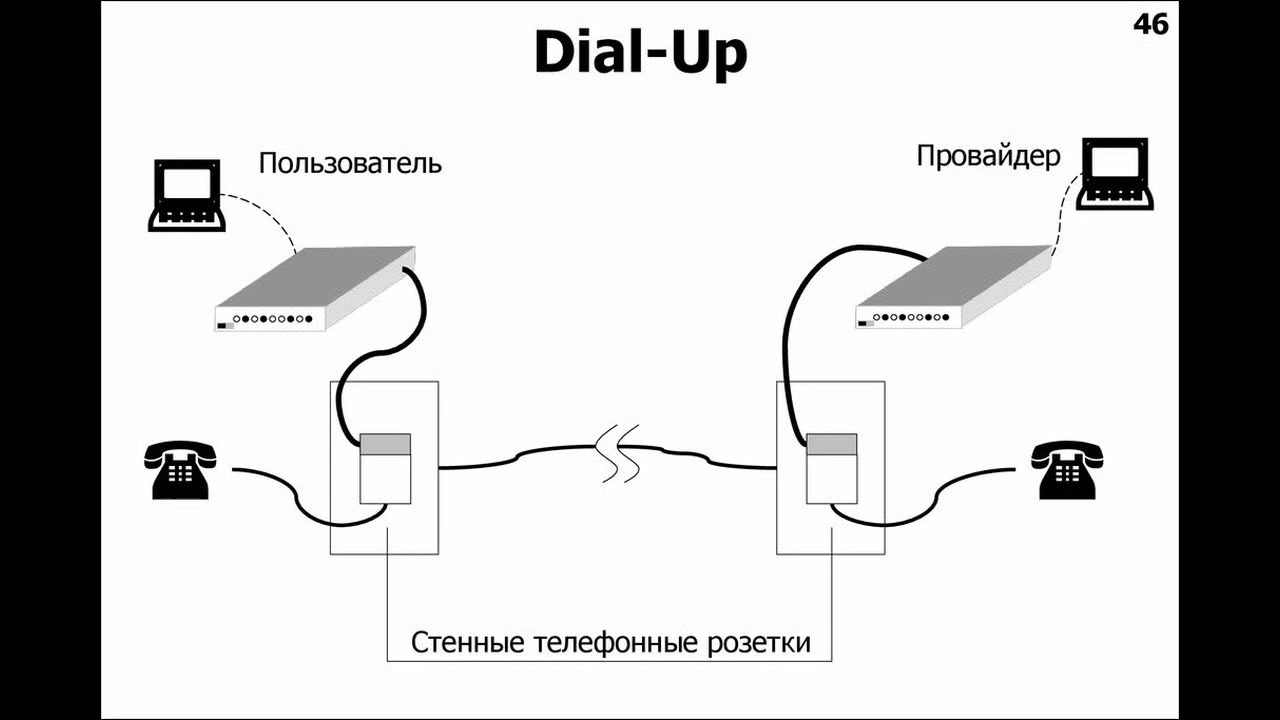 46
Dial-Up
Пользователь
Провайдер
Стенные телефонные розетки